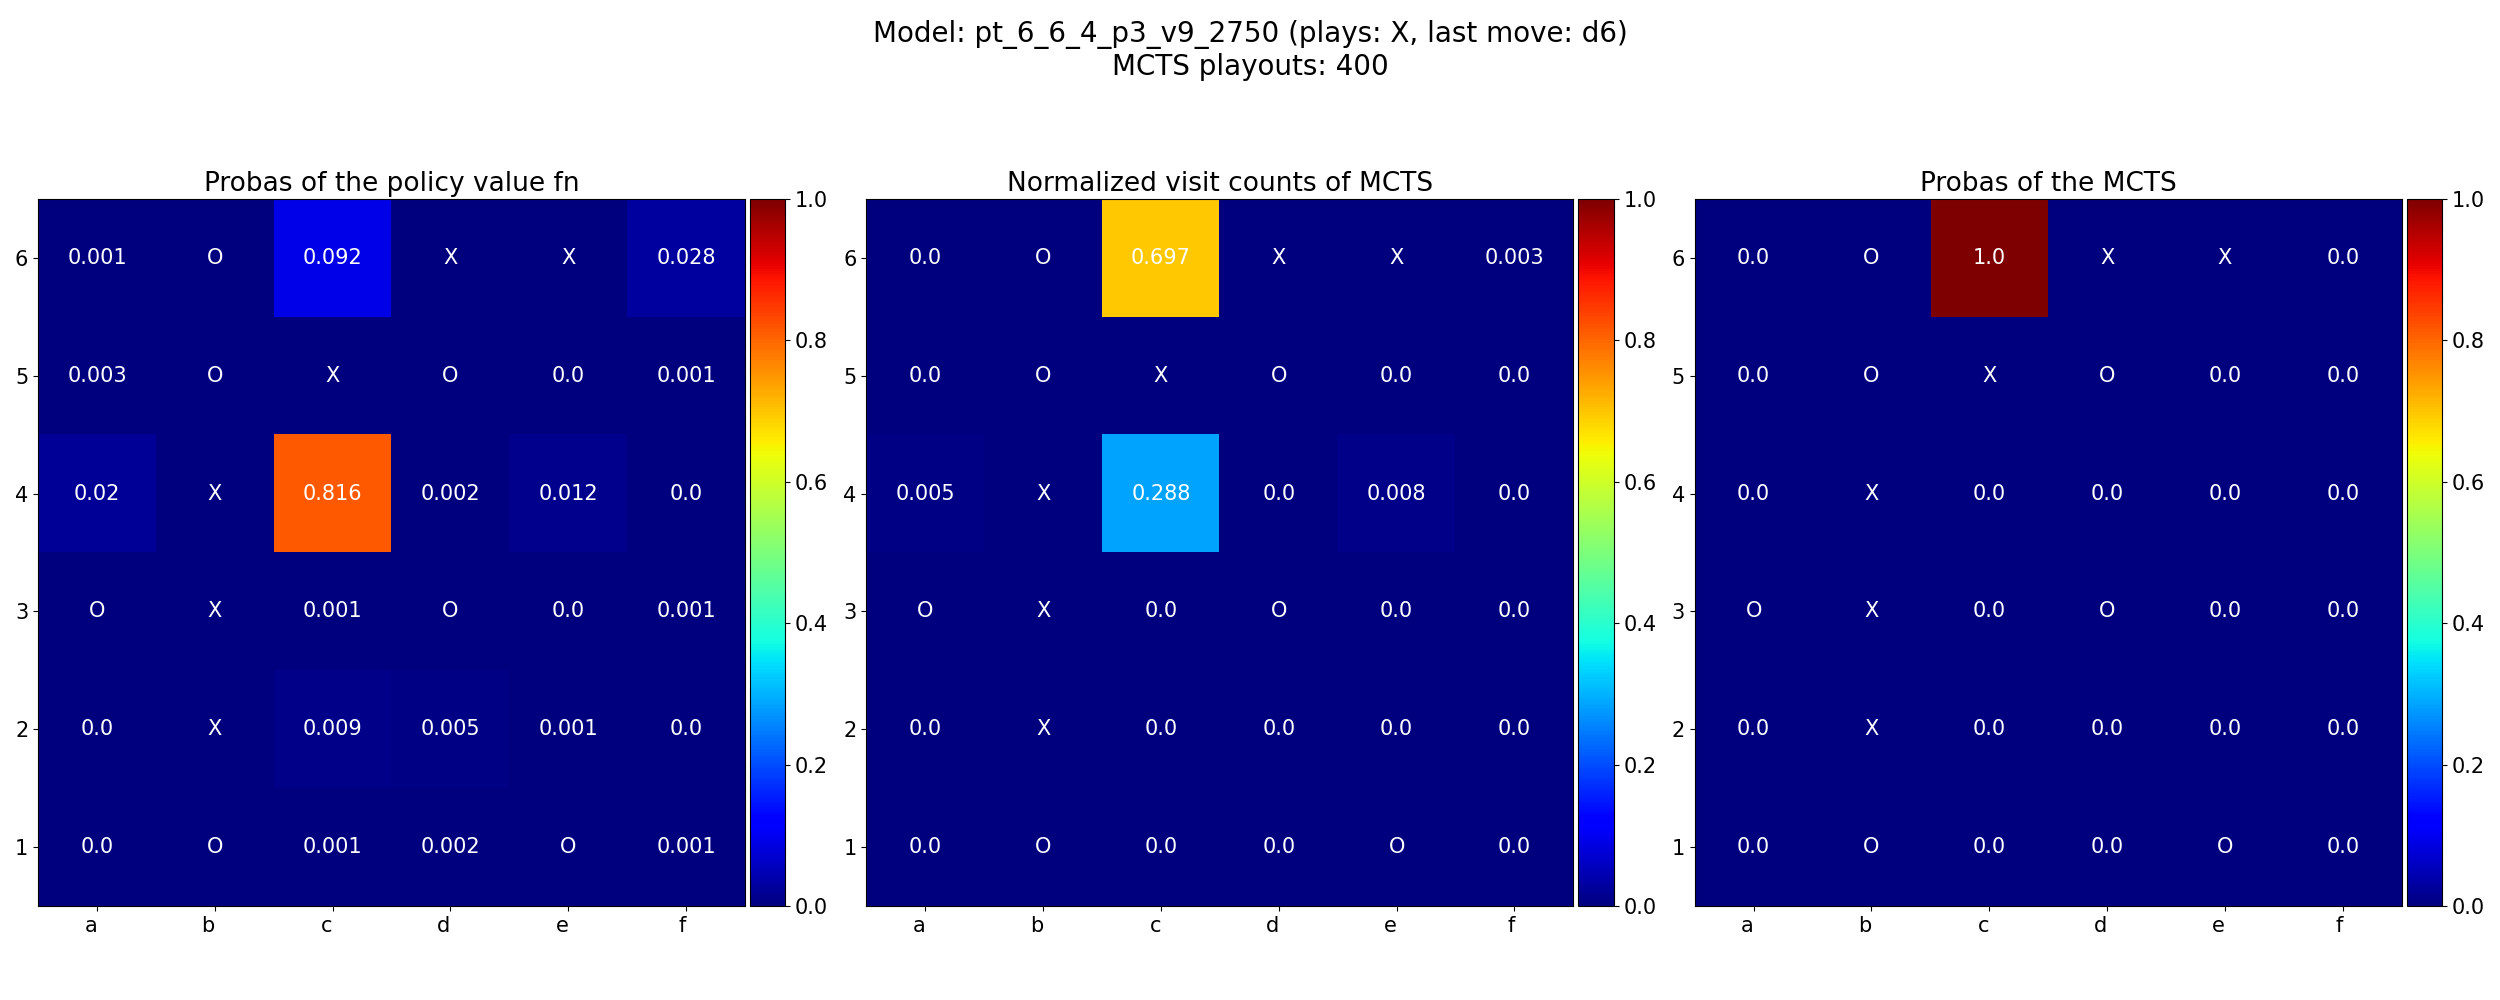 Model: pt_6_6_4_p3_v9_2750 (plays: X, last move: d6)
MCTS playouts: 400
Probas of the policy value fn
6 0.001 O 0.092 X X 0.028
5 0.003 O X O 0.0 0.001
4 0.02 X 0.816 0.002 0.012 0.0
3 O X 0.001 O 0.0 0.001
2 0.0 X 0.009 0.005 0.001 0.0
1 0.0 O 0.001 0.002 O 0.001
a b c d e f
1.0
0.8
0.6
0.4
0.2
0.0
Normalized visit counts of MCTS
6 0.0 O 0.697 X X 0.003
5 0.0 O X O 0.0 0.0
4 0.005 X 0.288 0.0 0.008 0.0
3 O X 0.0 O 0.0 0.0
2 0.0 X 0.0 0.0 0.0 0.0
1 0.0 O 0.0 0.0 O 0.0
a b c d e f
1.0
0.8
0.6
0.4
0.2
0.0
Probas of the MCTS
6 0.0 O 1.0 X X 0.0
5 0.0 O X O 0.0 0.0
4 0.0 X 0.0 0.0 0.0 0.0
3 O X 0.0 O 0.0 0.0
2 0.0 X 0.0 0.0 0.0 0.0
1 0.0 O 0.0 0.0 O 0.0
a b c d e f
1.0
0.8
0.6
0.4
0.2
0.0